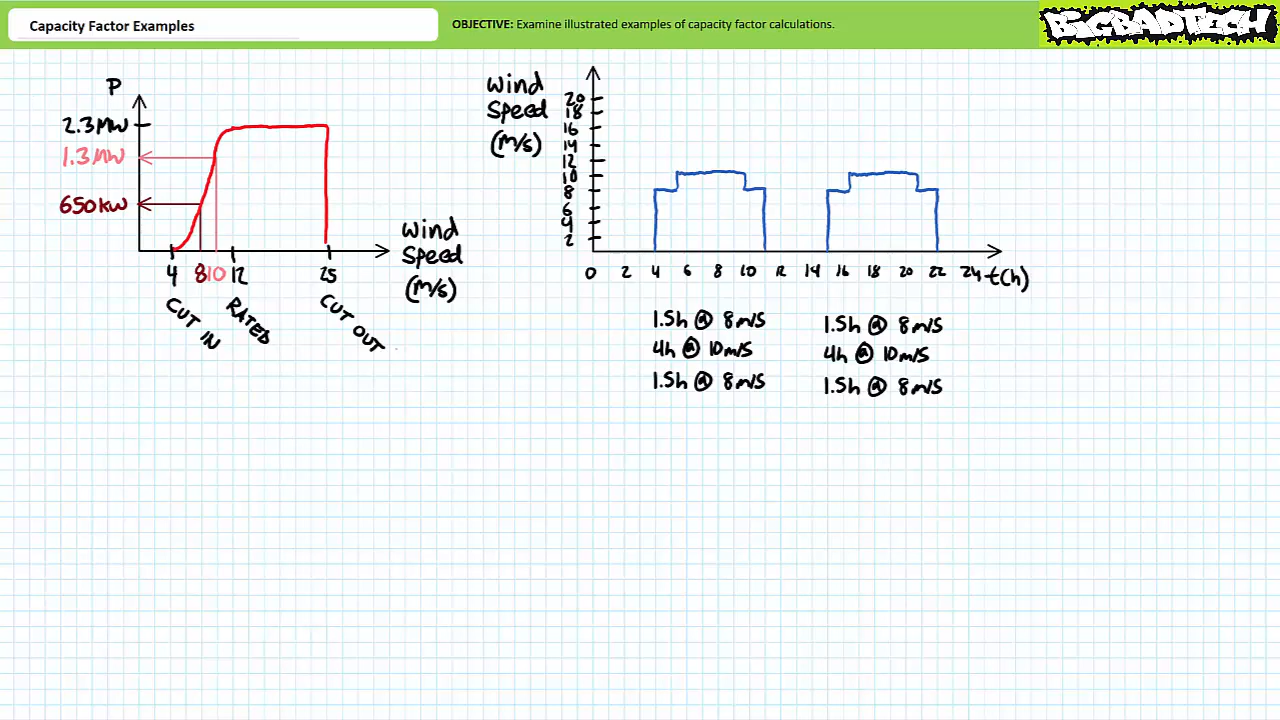 Capacity Factor Examples
OBJECTIVE: Examine illustrated examples of capacity factor calculations.
BIGBADTECH
P
2.3MW
1.3MW
650kW
4 8 10 12 25
CUT IN
RATED
CUT OUT
Wind
Speed
(m/s)
Wind
Speed
(m/s)
20
18
16
14
12
10
8
6
4
2
0 2 4 6 8 10 12 14 16 18 20 22 24 t(h)
1.5h @ 8m/s
4h @ 10m/s
1.5h @ 8m/s
1.5h @ 8m/s
4h @ 10m/s
1.5h @ 8m/s